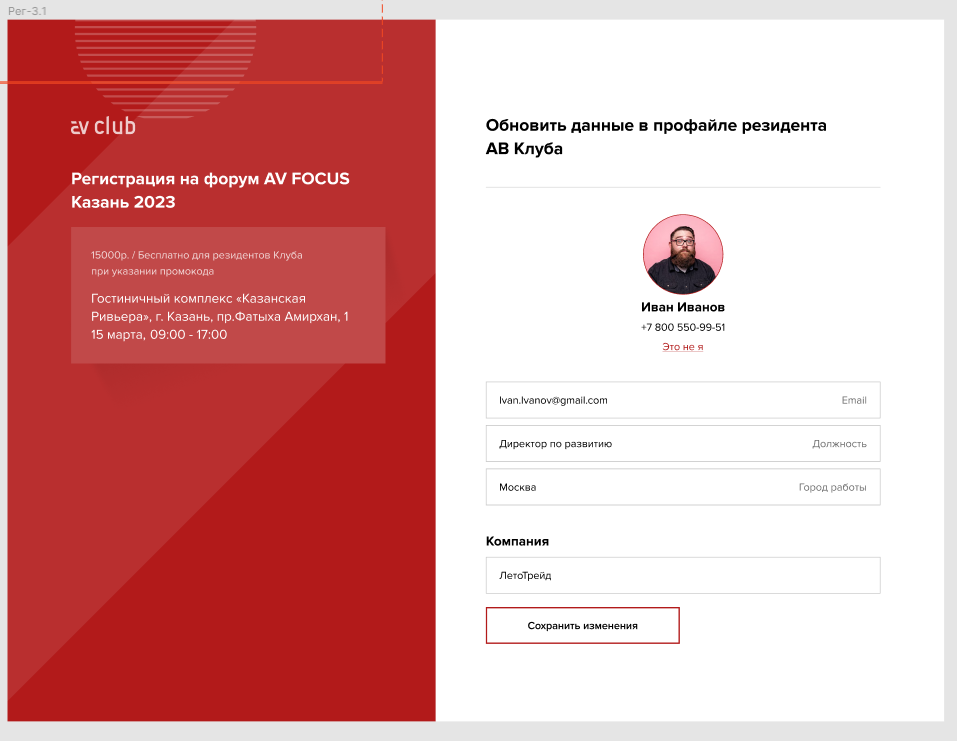 Рег-3.1
av club
Регистрация на форум AV FOCUS
Казань 2023
15000р. / Бесплатно для резидентов Клуба
при указании промокода
Гостиничный комплекс «Казанская
Ривьера», г. Казань, пр.Фатыха Амирхан, 1
15 марта, 09:00 - 17:00
Обновить данные в профайле резидента
АВ Клуба
Иван Иванов
+7 800 550-99-51
Это не я
Ivan.Ivanov@gmail.com Email
Директор по развитию Должность
Москва Город работы
Компания
ЛетоТрейд
Сохранить изменения